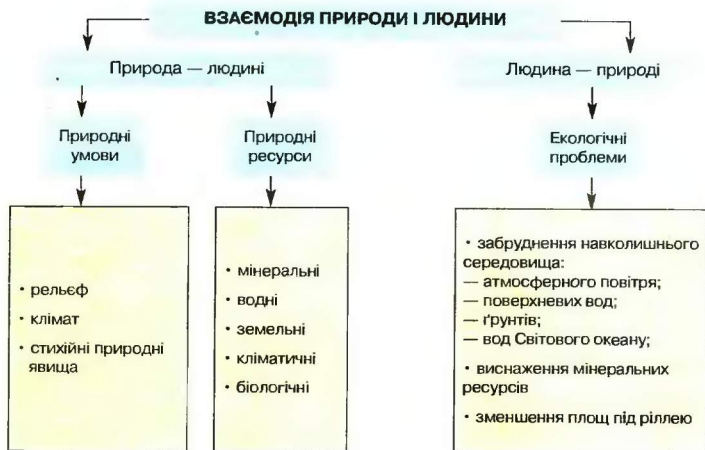 ВЗАЄМОДІЯ ПРИРОДИ І ЛЮДИНИ
Природа — людині
Людина — природі
Природні
умови
Природні
ресурси
Екологічні
проблеми
• рельєф
• клімат
• стихійні природні
явища
• мінеральні
• водні
• земельні
• кліматичні
• біологічні
• забруднення навколишнього
середовища:
— атмосферного повітря;
— поверхневих вод;
— ґрунтів;
— вод Світового океану;
• виснаження мінеральних
ресурсів
• зменшення площ під ріллею